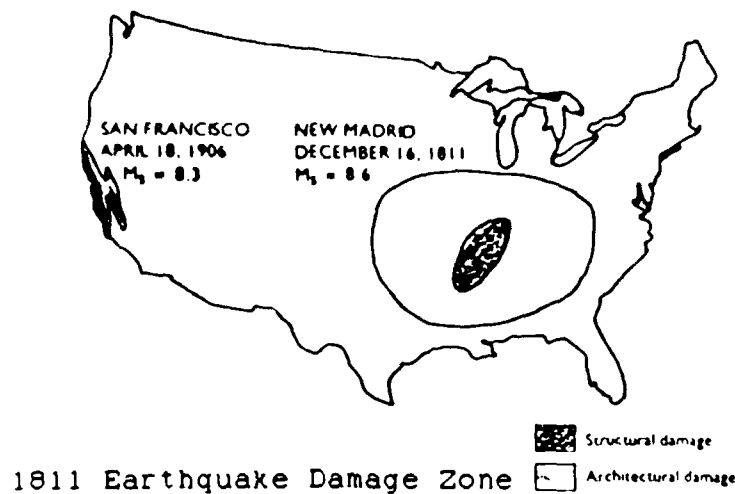 SAN FRANCISCO
APRIL 18, 1906
Ms = 8.3
NEW MADRID
DECEMBER 16, 1811
Ms = 8.6
Structural damage
Architectural damage
1811 Earthquake Damage Zone